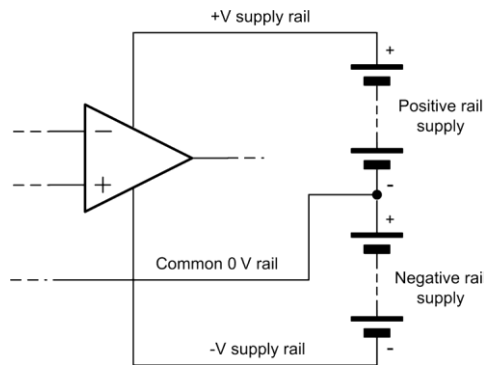 +V supply rail
+
Positive rail
supply
−
+
-
+
Common 0 V rail
Negative rai
supply
-V supply rail
-